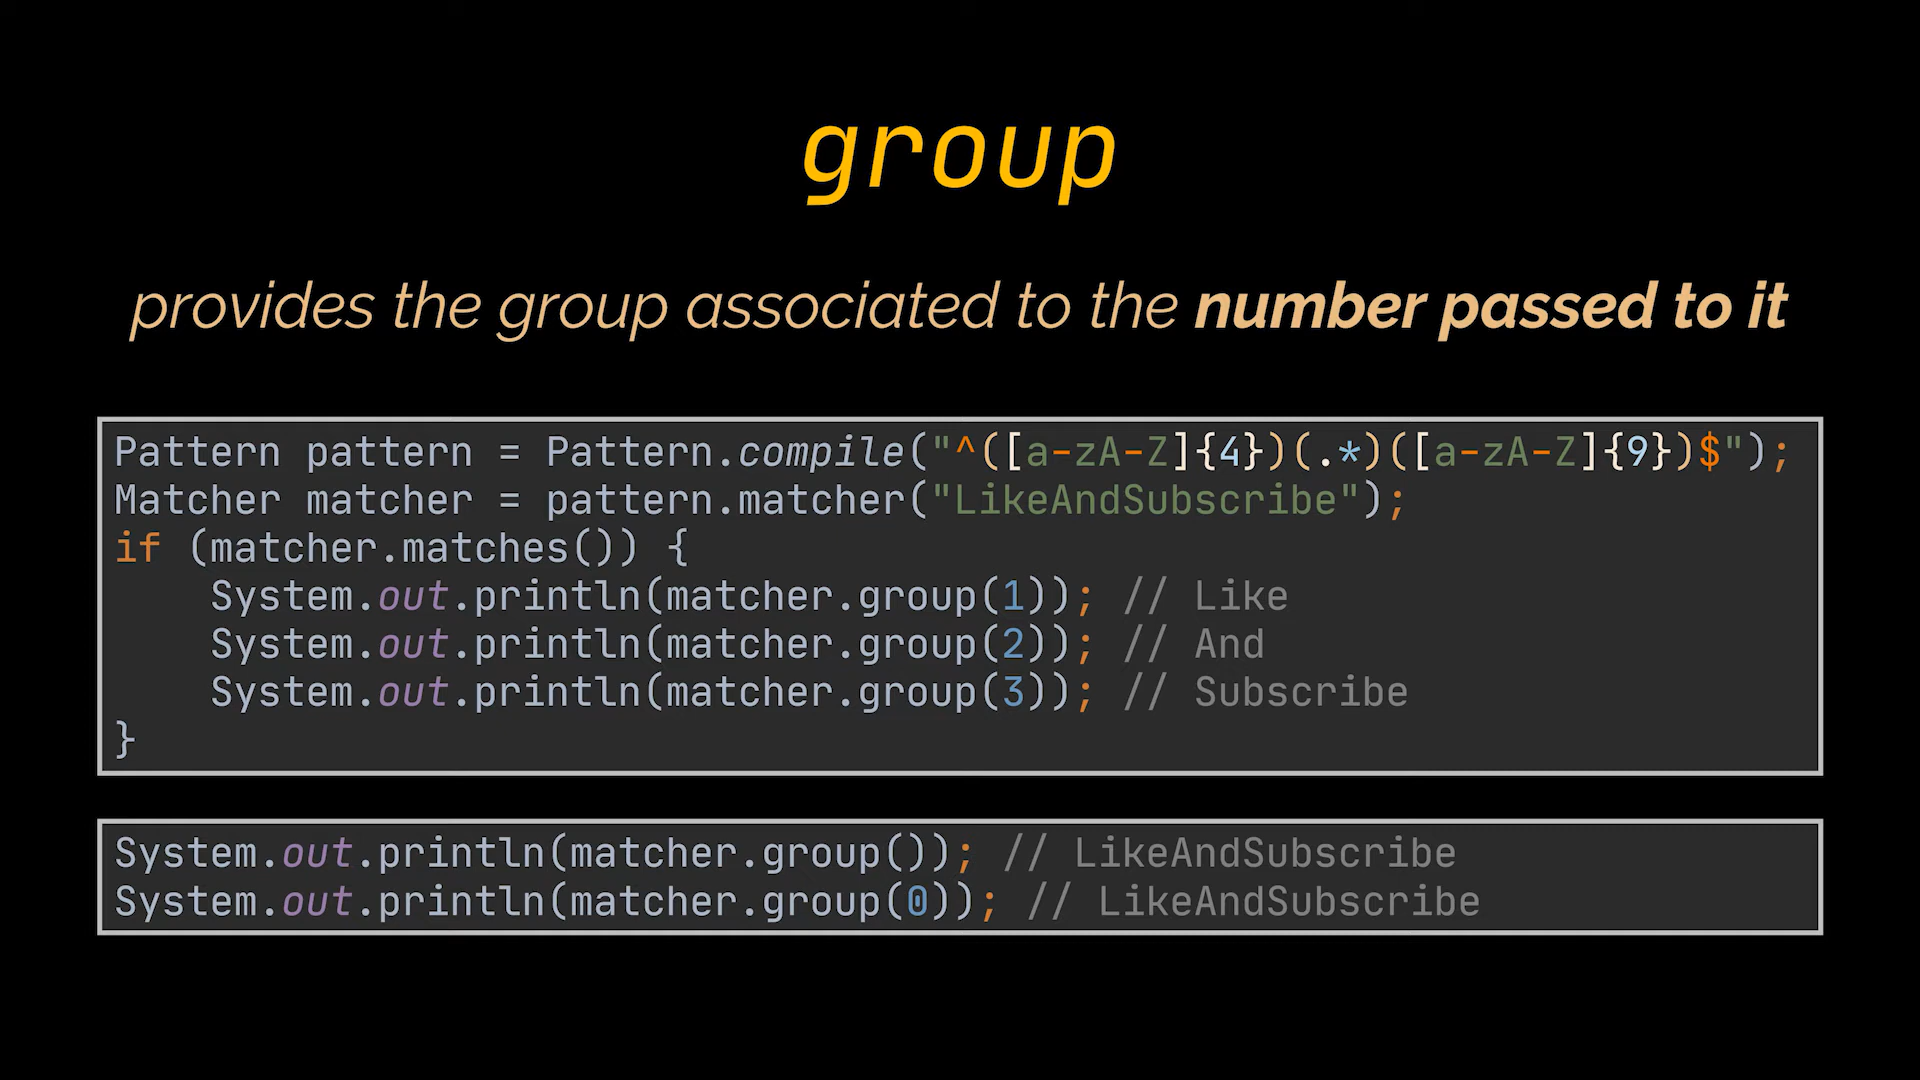 group
provides the group associated to the number passed to it
Pattern pattern = Pattern.compile("^([a-zA-Z]{4})(.*)([a-zA-Z]{9})$");
Matcher matcher = pattern.matcher("LikeAndSubscribe");
if (matcher.matches()) {
    System.out.println(matcher.group(1)); // Like
    System.out.println(matcher.group(2)); // And
    System.out.println(matcher.group(3)); // Subscribe
}
System.out.println(matcher.group()); // LikeAndSubscribe
System.out.println(matcher.group(0)); // LikeAndSubscribe